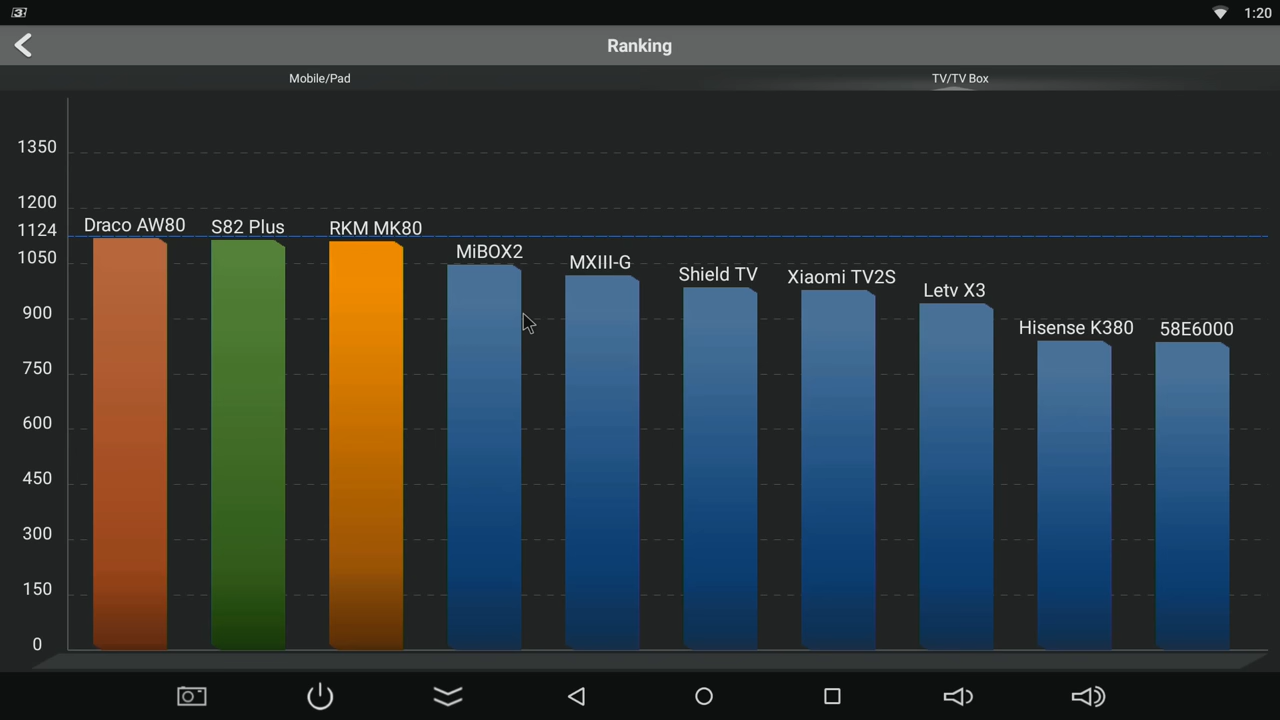 3
1:20
Ranking
Mobile/Pad
TV/TV Box
1350
1200
1124
1050
900
750
600
450
300
150
0
Draco AW80
S82 Plus
RKM MK80
MiBOX2
MXIII-G
Shield TV
Xiaomi TV2S
Letv X3
Hisense K380
58E6000